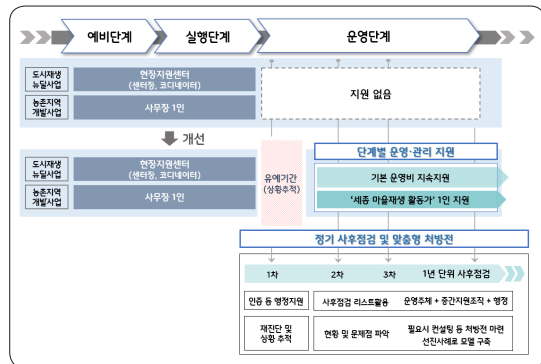 예비단계
실행단계
운영단계
도시재생
뉴딜사업
현장지원센터
(센터장, 코디네이터)
농촌지역
개발사업
사무장 1인
지원 없음
개선
도시재생
뉴딜사업
현장지원센터
(센터장, 코디네이터)
농촌지역
개발사업
사무장 1인
유예기간
(상황추적)
단계별 운영·관리 지원
기본 운영비 지속지원
'세종 마을재생 활동가' 1인 지원
정기 사후점검 및 맞춤형 처방전
1차
2차
3차
1년 단위 사후점검
인증 등 행정지원
사후점검 리스트활용
운영주체 + 중간지원조직 + 행정
재진단 및
상황 추적
현황 및 문제점 파악
필요시 컨설팅 등 처방전 마련
선진사례로 모델 구축